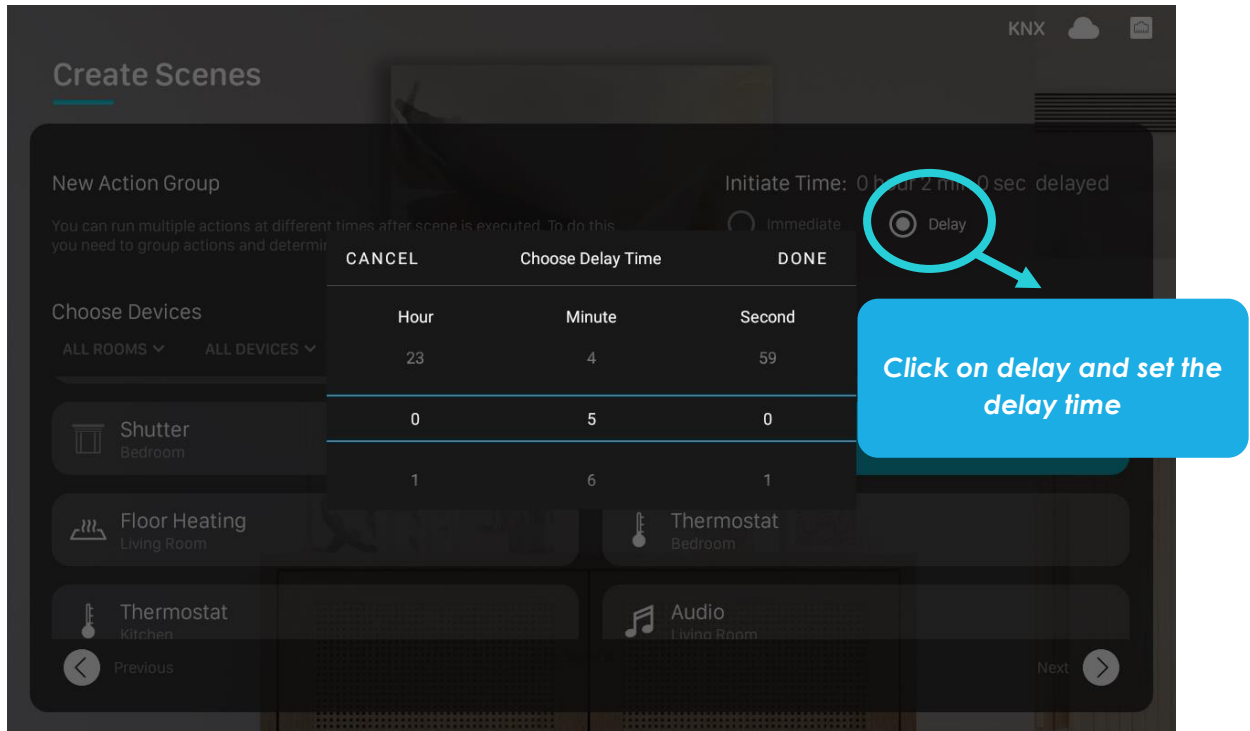 KNX
Create Scenes
New Action Group
Initiate Time: 0 hour 2 min 0 sec delayed
You can run multiple actions at different times after scene is executed. To do this
Immediate
Delay
you need to group actions and
CANCEL
Choose Delay Time
DONE
Choose Devices
Hour
Minute
Second
ALL ROOMS
ALL DEVICES
23
4
59
Click on delay and set the
delay time
0
5
0
Shutter
Bedroom
1
6
1
Floor Heating
Living Room
Thermostat
Bedroom
Thermostat
Kitchen
Audio
Living Room
Previous
Next